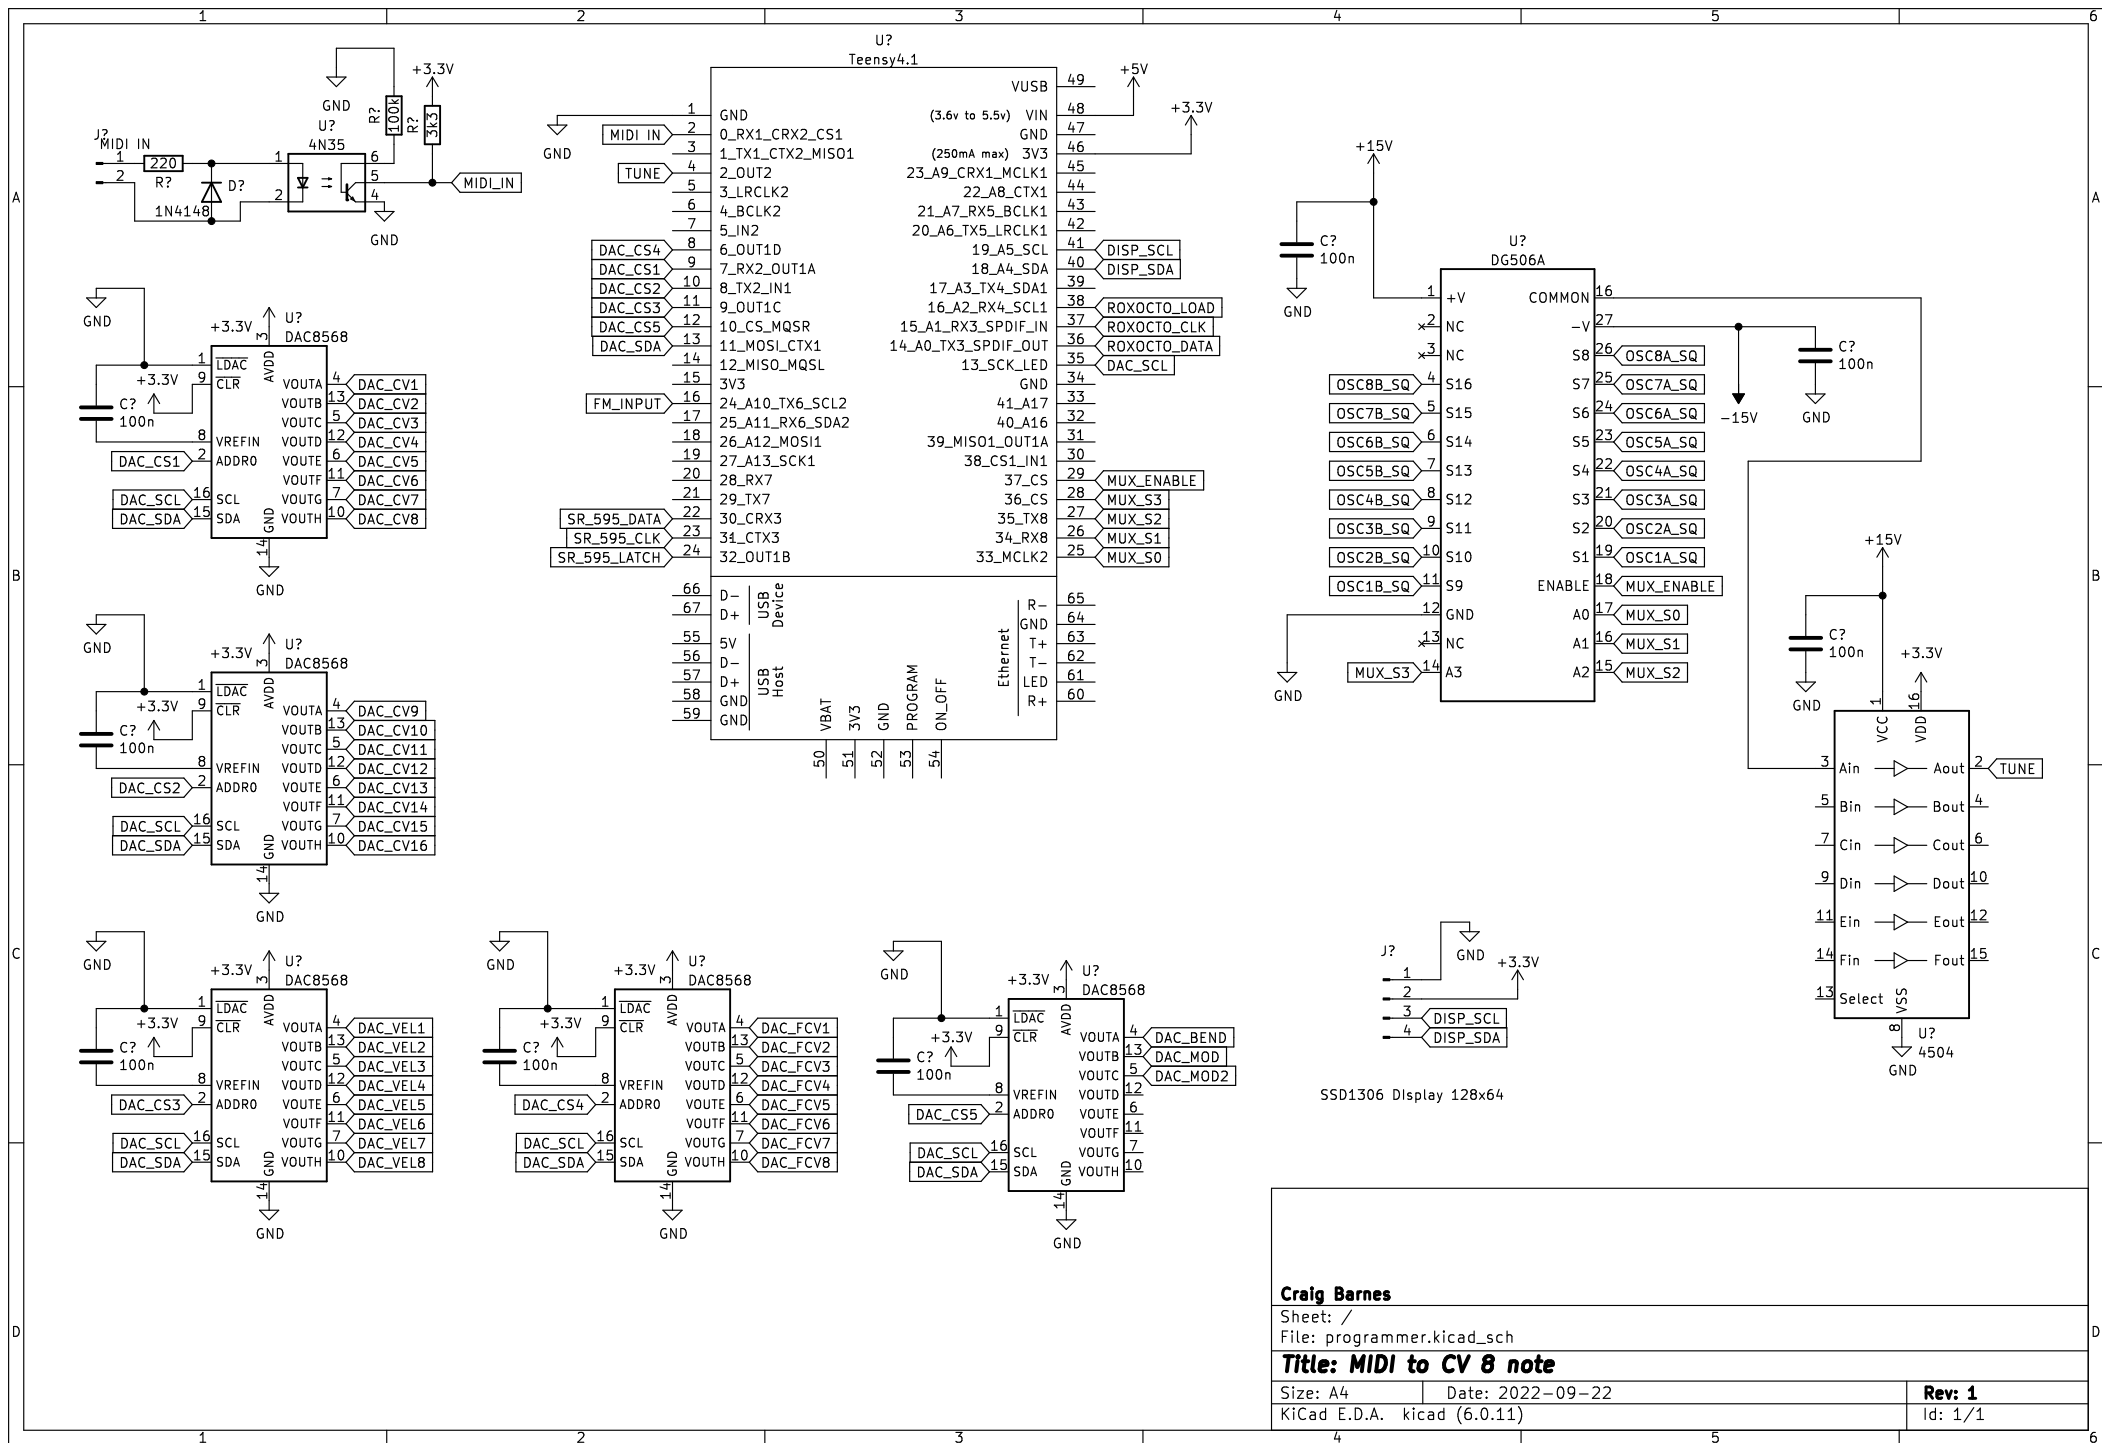 1 2 3 4 5 6
A
B
C
D
GND
+3.3V
R?
100k
R?
3k3
U?
4N35
J?
MIDI IN
1
2
220
R?
D?
1N4148
1
2
6
5
4
MIDI_IN
GND
U?
Teensy4.1
GND
1 GND
MIDI IN 2 0_RX1_CRX2_CS1
3 1_TX1_CTX2_MISO1
TUNE 4 2_OUT2
5 3_LRCLK2
6 4_BCLK2
7 5_IN2
DAC_CS4 8 6_OUT1D
DAC_CS1 9 7_RX2_OUT1A
DAC_CS2 10 8_TX2_IN1
DAC_CS3 11 9_OUT1C
DAC_CS5 12 10_CS_MQSR
DAC_SDA 13 11_MOSI_CTX1
14 12_MISO_MQSL
15 3V3
FM_INPUT 16 24_A10_TX6_SCL2
17 25_A11_RX6_SDA2
18 26_A12_MOSI1
19 27_A13_SCK1
20 28_RX7
21 29_TX7
SR_595_DATA 22 30_CRX3
SR_595_CLK 23 31_CTX3
SR_595_LATCH 24 32_OUT1B
66 D-
67 D+
USB
Device
55 5V
56 D-
57 D+
58 GND
59 GND
USB
Host
VUSB 49
+5V
(3.6v to 5.5v) VIN 48
GND 47
+3.3V
(250mA max) 3V3 46
23_A9_CRX1_MCLK1 45
22_A8_CTX1 44
21_A7_RX5_BCLK1 43
20_A6_TX5_LRCLK1 42
19_A5_SCL 41 DISP_SCL
18_A4_SDA 40 DISP_SDA
17_A3_TX4_SDA1 39
16_A2_RX4_SCL1 38 ROXOCTO_LOAD
15_A1_RX3_SPDIF_IN 37 ROXOCTO_CLK
14_A0_TX3_SPDIF_OUT 36 ROXOCTO_DATA
13_SCK_LED 35 DAC_SCL
GND 34
41_A17 33
40_A16 32
39_MISO1_OUT1A 31
38_CS1_IN1 30
37_CS 29 MUX_ENABLE
36_CS 28 MUX_S3
35_TX8 27 MUX_S2
34_RX8 26 MUX_S1
33_MCLK2 25 MUX_S0
Ethernet
R- 65
GND 64
T+ 63
T- 62
LED 61
R+ 60
VBAT 50
3V3 51
GND 52
PROGRAM 53
ON_OFF 54
+15V
C?
100n
GND
U?
DG506A
1 +V
2 NC
3 NC
OSC8B_SQ 4 S16
OSC7B_SQ 5 S15
OSC6B_SQ 6 S14
OSC5B_SQ 7 S13
OSC4B_SQ 8 S12
OSC3B_SQ 9 S11
OSC2B_SQ 10 S10
OSC1B_SQ 11 S9
12 GND
13 NC
MUX_S3 14 A3
GND
COMMON 16
-V 27
S8 26 OSC8A_SQ
S7 25 OSC7A_SQ
S6 24 OSC6A_SQ
S5 23 OSC5A_SQ
S4 22 OSC4A_SQ
S3 21 OSC3A_SQ
S2 20 OSC2A_SQ
S1 19 OSC1A_SQ
ENABLE 18 MUX_ENABLE
A0 17 MUX_S0
A1 16 MUX_S1
A2 15 MUX_S2
-15V
C?
100n
GND
+15V
C?
100n
GND
+3.3V
1 VCC
16 VDD
3 Ain Aout 2 TUNE
5 Bin Bout 4
7 Cin Cout 6
9 Din Dout 10
11 Ein Eout 12
14 Fin Fout 15
13 Select
VSS 8
U?
4504
GND
GND
+3.3V
U?
DAC8568
3 AVDD
1 LDAC
+3.3V
9 CLR
C?
100n
8 VREFIN
DAC_CS1 2 ADDR0
DAC_SCL 16 SCL
DAC_SDA 15 SDA
VOUTA 4 DAC_CV1
VOUTB 13 DAC_CV2
VOUTC 5 DAC_CV3
VOUTD 12 DAC_CV4
VOUTE 6 DAC_CV5
VOUTF 11 DAC_CV6
VOUTG 7 DAC_CV7
VOUTH 10 DAC_CV8
GND 14
GND
GND
+3.3V
U?
DAC8568
3 AVDD
1 LDAC
+3.3V
9 CLR
C?
100n
8 VREFIN
DAC_CS2 2 ADDR0
DAC_SCL 16 SCL
DAC_SDA 15 SDA
VOUTA 4 DAC_CV9
VOUTB 13 DAC_CV10
VOUTC 5 DAC_CV11
VOUTD 12 DAC_CV12
VOUTE 6 DAC_CV13
VOUTF 11 DAC_CV14
VOUTG 7 DAC_CV15
VOUTH 10 DAC_CV16
GND 14
GND
GND
+3.3V
U?
DAC8568
3 AVDD
1 LDAC
+3.3V
9 CLR
C?
100n
8 VREFIN
DAC_CS3 2 ADDR0
DAC_SCL 16 SCL
DAC_SDA 15 SDA
VOUTA 4 DAC_VEL1
VOUTB 13 DAC_VEL2
VOUTC 5 DAC_VEL3
VOUTD 12 DAC_VEL4
VOUTE 6 DAC_VEL5
VOUTF 11 DAC_VEL6
VOUTG 7 DAC_VEL7
VOUTH 10 DAC_VEL8
GND 14
GND
GND
+3.3V
U?
DAC8568
3 AVDD
1 LDAC
+3.3V
9 CLR
C?
100n
8 VREFIN
DAC_CS4 2 ADDR0
DAC_SCL 16 SCL
DAC_SDA 15 SDA
VOUTA 4 DAC_FCV1
VOUTB 13 DAC_FCV2
VOUTC 5 DAC_FCV3
VOUTD 12 DAC_FCV4
VOUTE 6 DAC_FCV5
VOUTF 11 DAC_FCV6
VOUTG 7 DAC_FCV7
VOUTH 10 DAC_FCV8
GND 14
GND
GND
+3.3V
U?
DAC8568
3 AVDD
1 LDAC
+3.3V
9 CLR
C?
100n
8 VREFIN
DAC_CS5 2 ADDR0
DAC_SCL 16 SCL
DAC_SDA 15 SDA
VOUTA 4 DAC_BEND
VOUTB 13 DAC_MOD
VOUTC 5 DAC_MOD2
VOUTD 12
VOUTE 6
VOUTF 11
VOUTG 7
VOUTH 10
GND 14
GND
J?
GND
+3.3V
1
2
3 DISP_SCL
4 DISP_SDA
SSD1306 DIsplay 128x64
Craig Barnes
Sheet: /
File: programmer.kicad_sch
Title: MIDI to CV 8 note
Size: A4 Date: 2022-09-22 Rev: 1
KiCad E.D.A. kicad (6.0.11) Id: 1/1
A
B
C
D
1 2 3 4 5 6